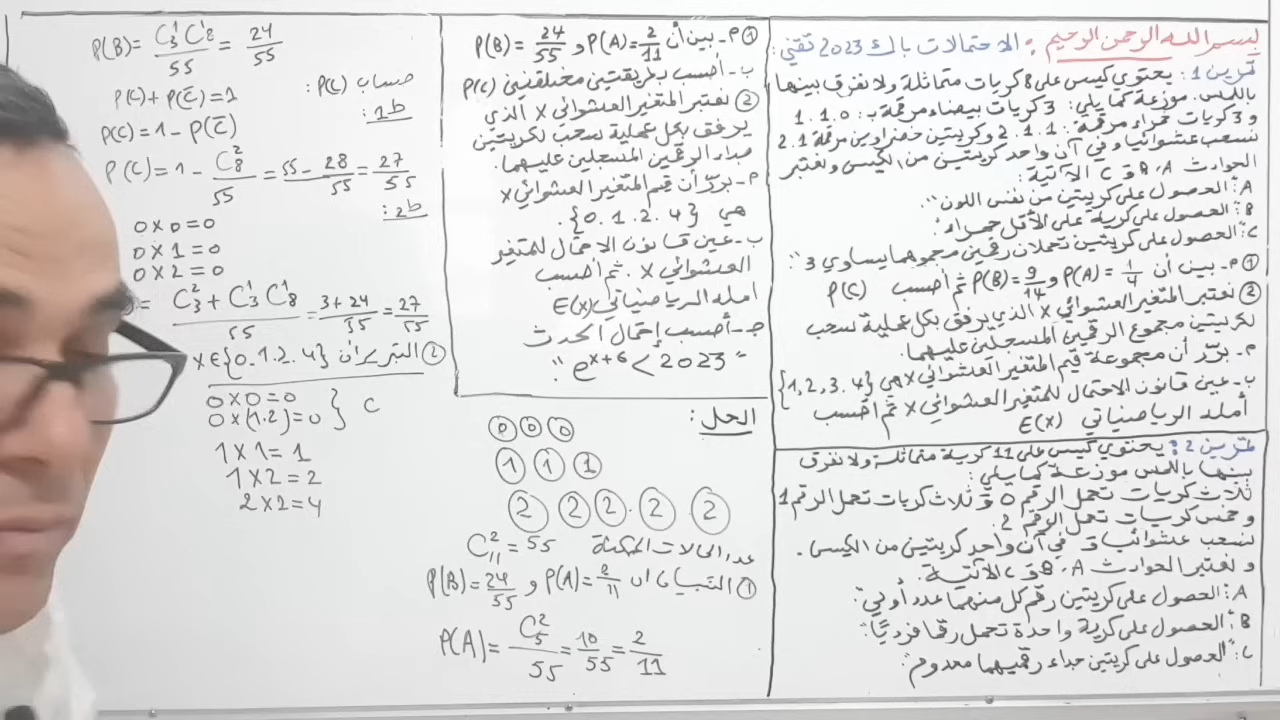 بسم الله الرحمن الرحيم : الاحتمالات باك 2023 تقني :
تمرين 1 : يحتوي كيس على 8 كريات متماثلة ولا نفرق بينها
باللمس. موزعة كما يلي: 3 كريات بيضاء مرقمة ب: 1.1.0
و 3 كريات حمراء مرقمة: 2.1.1 وكريتين خضراوين مرقمة 2.1
نسحب عشوائيا وفي آن واحد كريتين من الكيس ونعتبر
الحوادث A، B و C الآتية:
A: "الحصول على كريتين من نفس اللون".
B: "الحصول على كرية على الأقل حمراء".
C: "الحصول على كريتين تحملان رقمين مجموعهما يساوي 3".
① م- بين أن P(A)=1/4 و P(B)=9/14 ثم أحسب P(C)
② نعتبر المتغير العشوائي X الذي يرفق بكل عملية سحب
لكريتين مجموع الرقمين المسجلين عليهما.
م- برّر أن مجموعة قيم المتغير العشوائي X هي {1,2,3.4}
ب- عين قانون الاحتمال للمتغير العشوائي X ثم احسب
أمله الرياضياتي E(X)
تمرين 2: يحتوي كيس على 11 كرية متماثلة ولا نفرق
بينها باللمس موزعة كما يلي:
ثلاث كريات تحمل الرقم 0 و ثلاث كريات تحمل الرقم 1
و خمس كريات تحمل الرقم 2.
نسحب عشوائيا و في آن واحد كريتين من الكيس.
و نعتبر الحوادث A، B و C الآتية.
A: "الحصول على كريتين رقم كل منهما عدد أولي".
B: "الحصول على كرية واحدة تحمل رقما فرديًا".
C: "الحصول على كريتين جداء رقميهما معدوم".
① م- بين أن P(A)=2/11 و P(B)=24/55
ب- أحسب بطريقتين مختلفتين P(C)
② نعتبر المتغير العشوائي X الذي
يرفق بكل عملية سحب لكريتين
جداء الرقمين المسجلين عليهما.
م- برّر أن قيم المتغير العشوائي X
هي {0.1.2.4}.
ب- عين قانون الاحتمال للمتغير
العشوائي X. ثم أحسب
أمله الرياضياتي E(X)
جـ- أحسب إحتمال الحدث
"e^{x+6} < 2023".
الحل :
0 0 0
1 1 1
2 2 2 2 2
عدد الحالات الممكنة C²₁₁ = 55
① التبيان ان P(A)=2/11 و P(B)=24/55
P(A)= C²₅/55 = 10/55 = 2/11
P(B)= C¹₃C¹₈/55 = 24/55
حساب P(C):
ط1:
P(C)+P(C̄)=1
P(C)=1-P(C̄)
P(C)=1- C²₈/55 = 55-28/55 = 27/55
ط2:
0×0=0
0×1=0
0×2=0
= C²₃+C¹₃C¹₈/55 = 3+24/55 = 27/55
② التبرير ان X∈{0.1.2.4}
0×0=0
0×(1.2)=0 } C
1×1=1
1×2=2
2×2=4